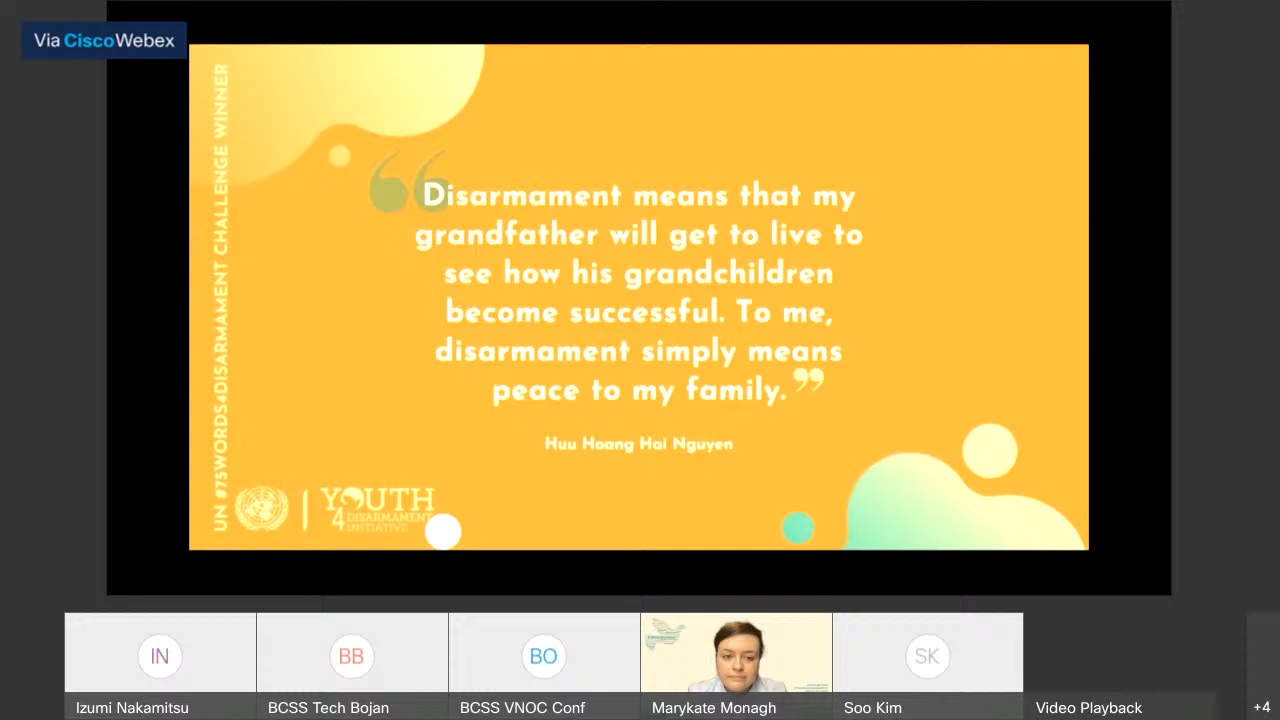 Via Cisco Webex
UN #75WORDS4DISARMAMENT CHALLENGE WINNER
“Disarmament means that my
grandfather will get to live to
see how his grandchildren
become successful. To me,
disarmament simply means
peace to my family.”
Huu Hoang Hai Nguyen
YOUTH
4 DISARMAMENT
INITIATIVE
IN
BB
BO
SK
Izumi Nakamitsu
BCSS Tech Bojan
BCSS VNOC Conf
Marykate Monagh
Soo Kim
Video Playback
+4